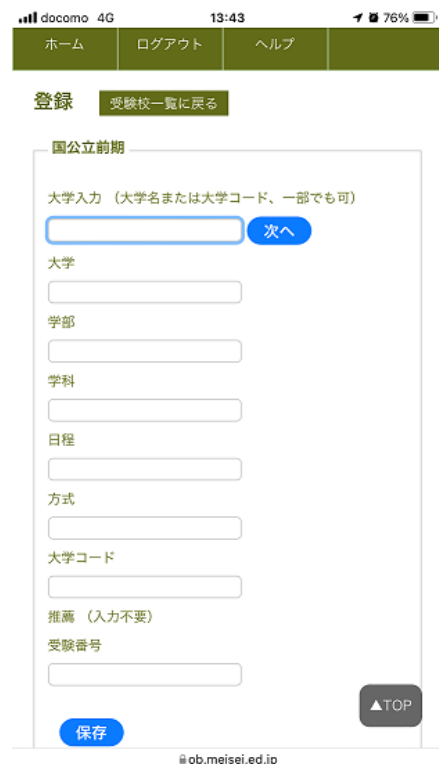 docomo 4G 13:43 76%
ホーム ログアウト ヘルプ
登録 受験校一覧に戻る
国公立前期
大学入力 （大学名または大学コード、一部でも可）
次へ
大学
学部
学科
日程
方式
大学コード
推薦 （入力不要）
受験番号
▲TOP
保存
ob.meisei.ed.jp